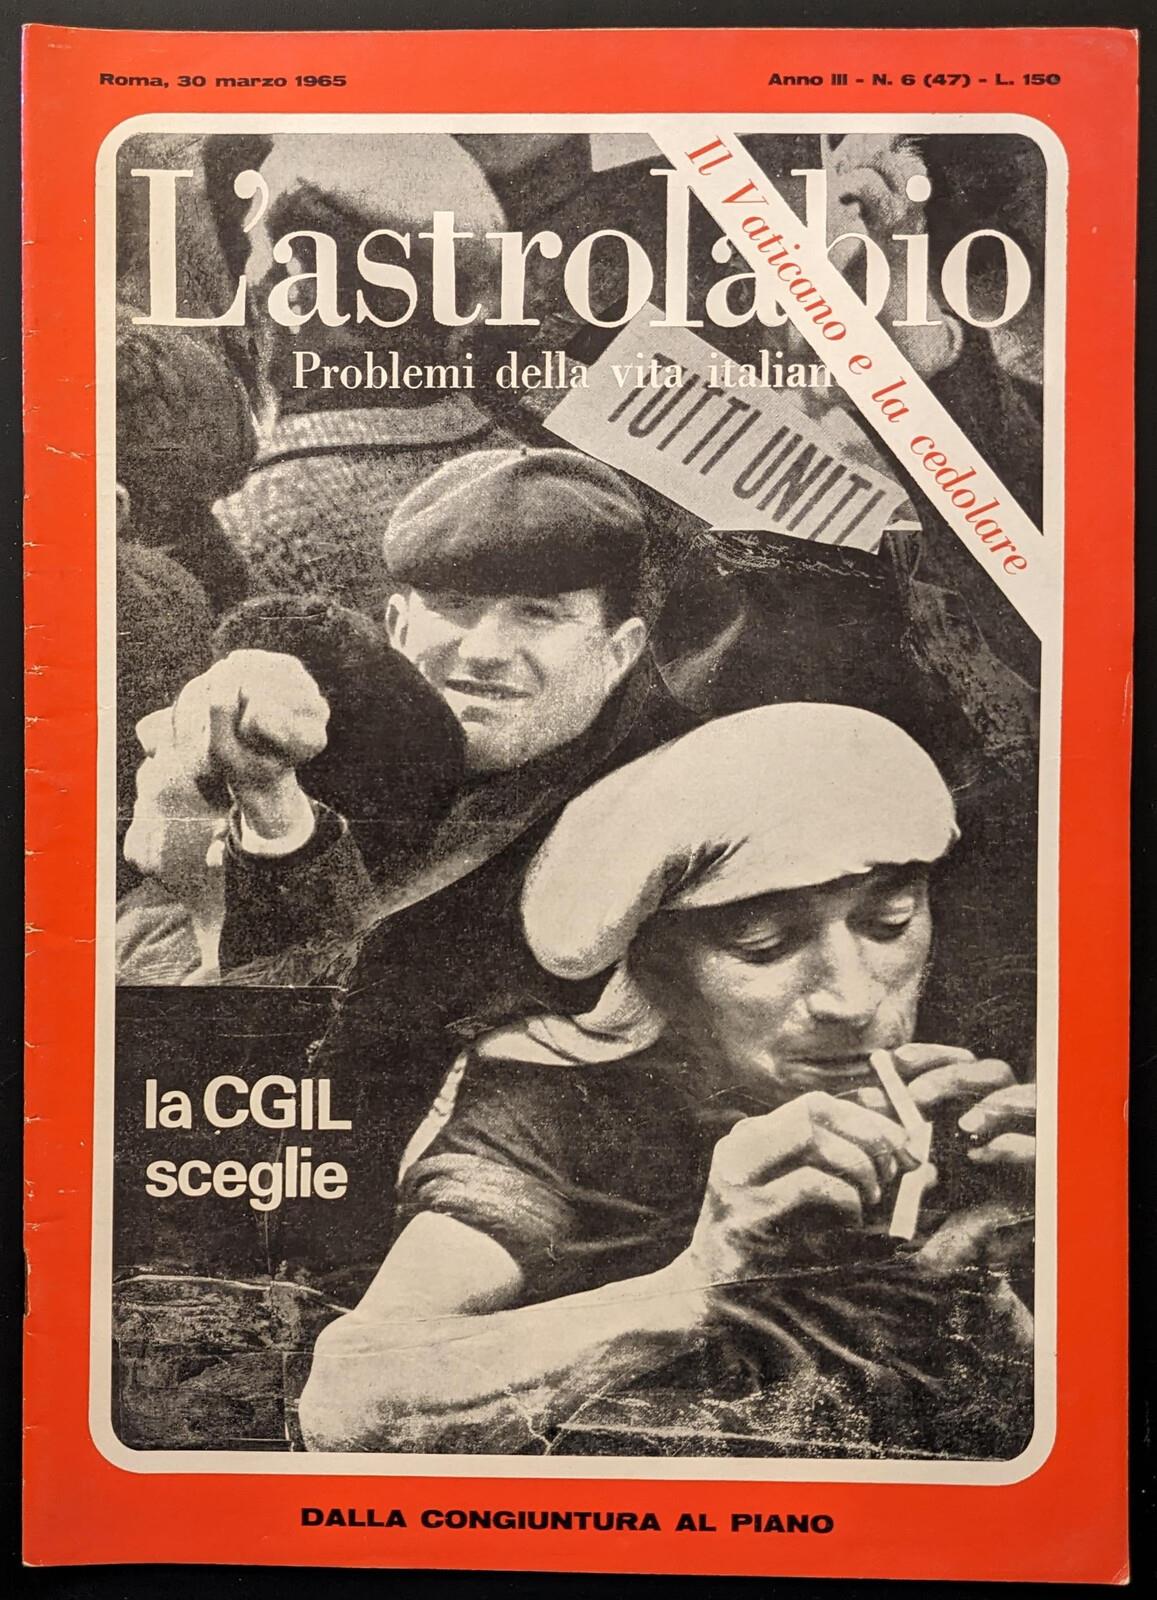 Roma, 30 marzo 1965
Anno III - N. 6 (47) - L. 150
L'astrolabio
Problemi della vita italian
Il Vaticano e la cedolare
TUTTI UNITI
la CGIL
sceglie
DALLA CONGIUNTURA AL PIANO